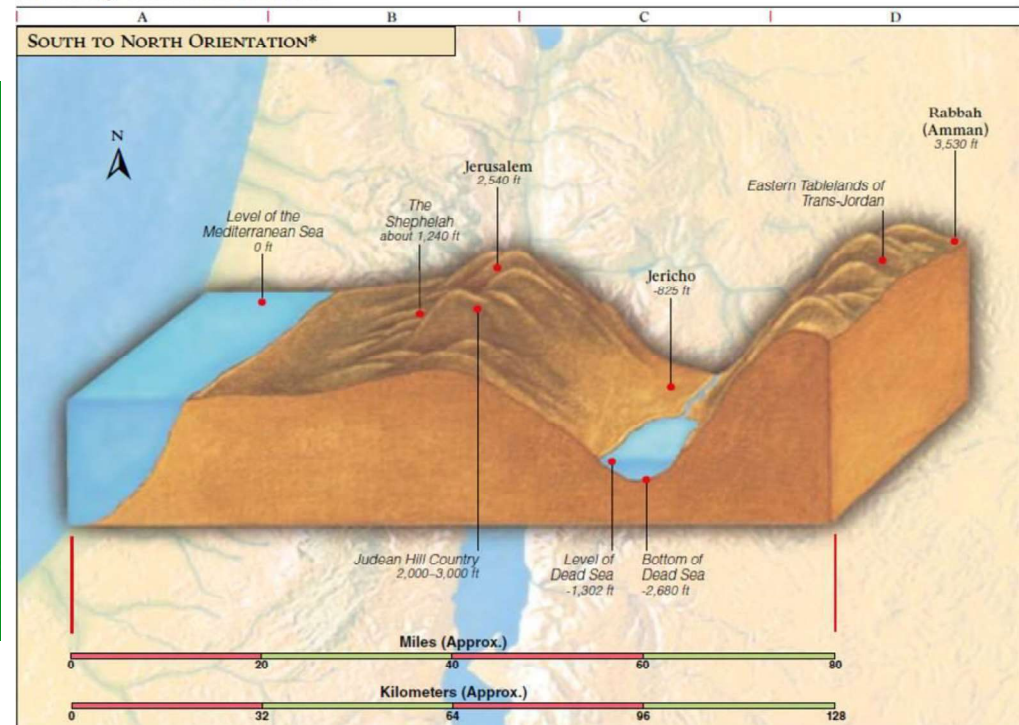 A B C D
SOUTH TO NORTH ORIENTATION*
N
Level of the
Mediterranean Sea
0 ft
The
Shephelah
about 1,240 ft
Jerusalem
2,540 ft
Jericho
-825 ft
Eastern Tablelands of
Trans-Jordan
Rabbah
(Amman)
3,530 ft
Judean Hill Country
2,000–3,000 ft
Level of
Dead Sea
-1,302 ft
Bottom of
Dead Sea
-2,680 ft
Miles (Approx.)
0 20 40 60 80
Kilometers (Approx.)
0 32 64 96 128